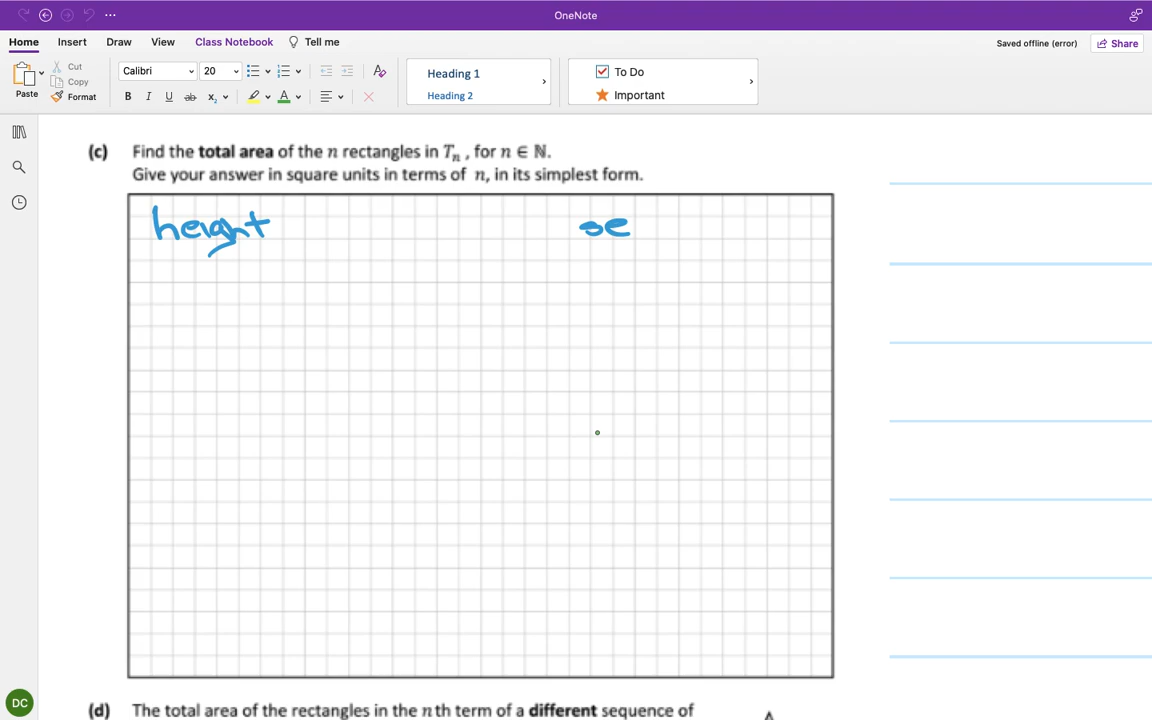 OneNote
Home Insert Draw View Class Notebook Tell me
Saved offline (error) Share
Paste Cut Copy Format
Calibri 20
B I U ab x₂ A
Heading 1
Heading 2
To Do
Important
(c) Find the total area of the n rectangles in Tₙ , for n ∈ ℕ.
Give your answer in square units in terms of n, in its simplest form.
height se
DC
(d) The total area of the rectangles in the nth term of a different sequence of